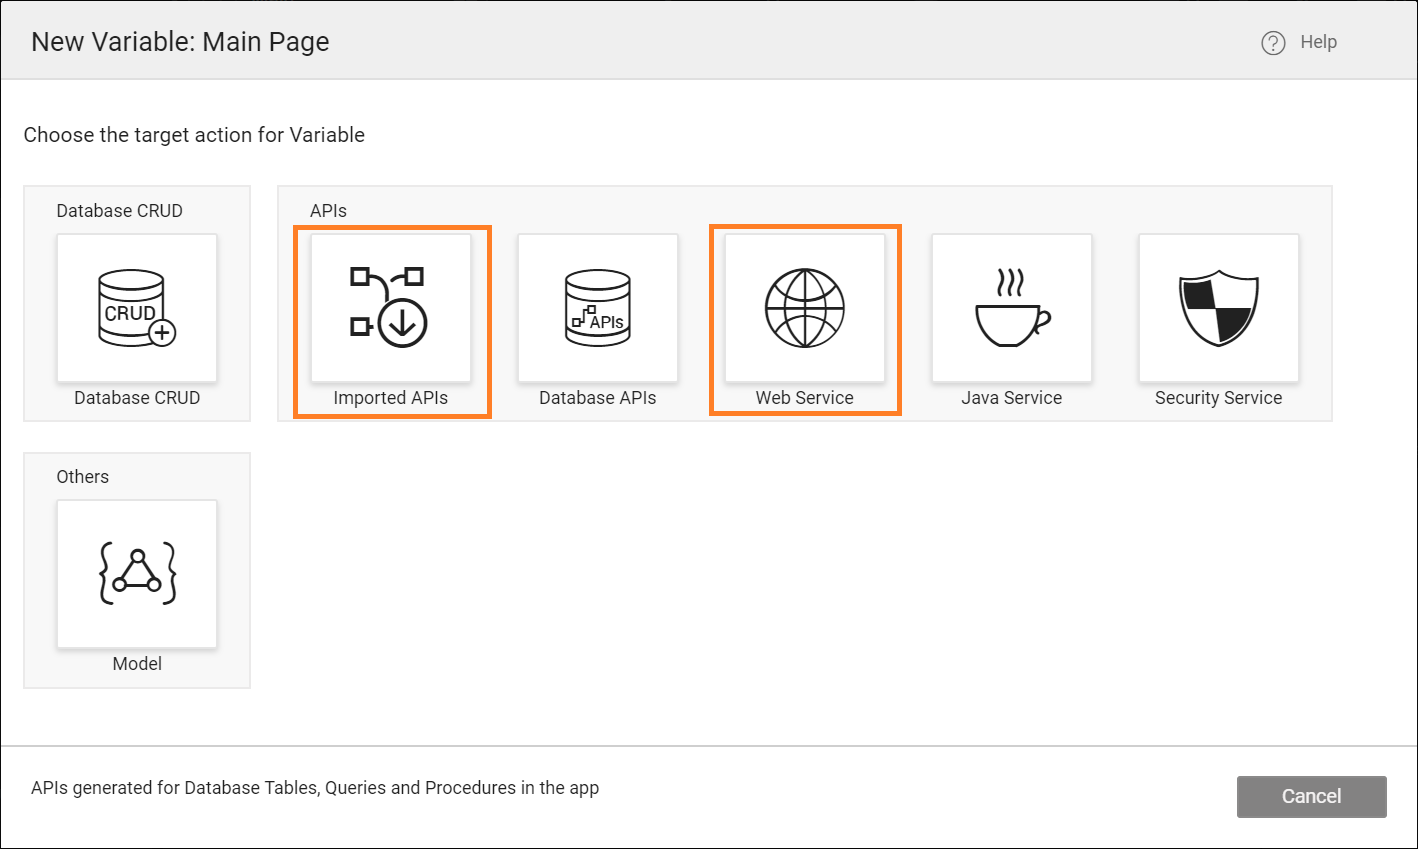 New Variable: Main Page
? Help
Choose the target action for Variable
Database CRUD
CRUD
Database CRUD
APIs
Imported APIs
APIs
Database APIs
Web Service
Java Service
Security Service
Others
Model
APIs generated for Database Tables, Queries and Procedures in the app
Cancel